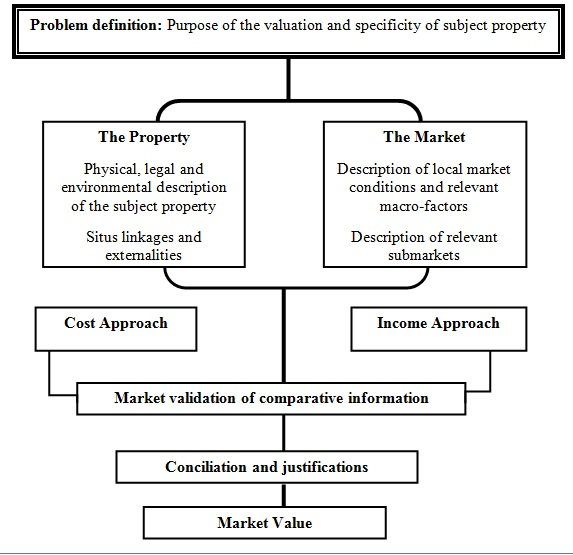 Problem definition: Purpose of the valuation and specificity of subject property
The Property
Physical, legal and
environmental description
of the subject property
Situs linkages and
externalities
The Market
Description of local market
conditions and relevant
macro-factors
Description of relevant
submarkets
Cost Approach
Income Approach
Market validation of comparative information
Conciliation and justifications
Market Value